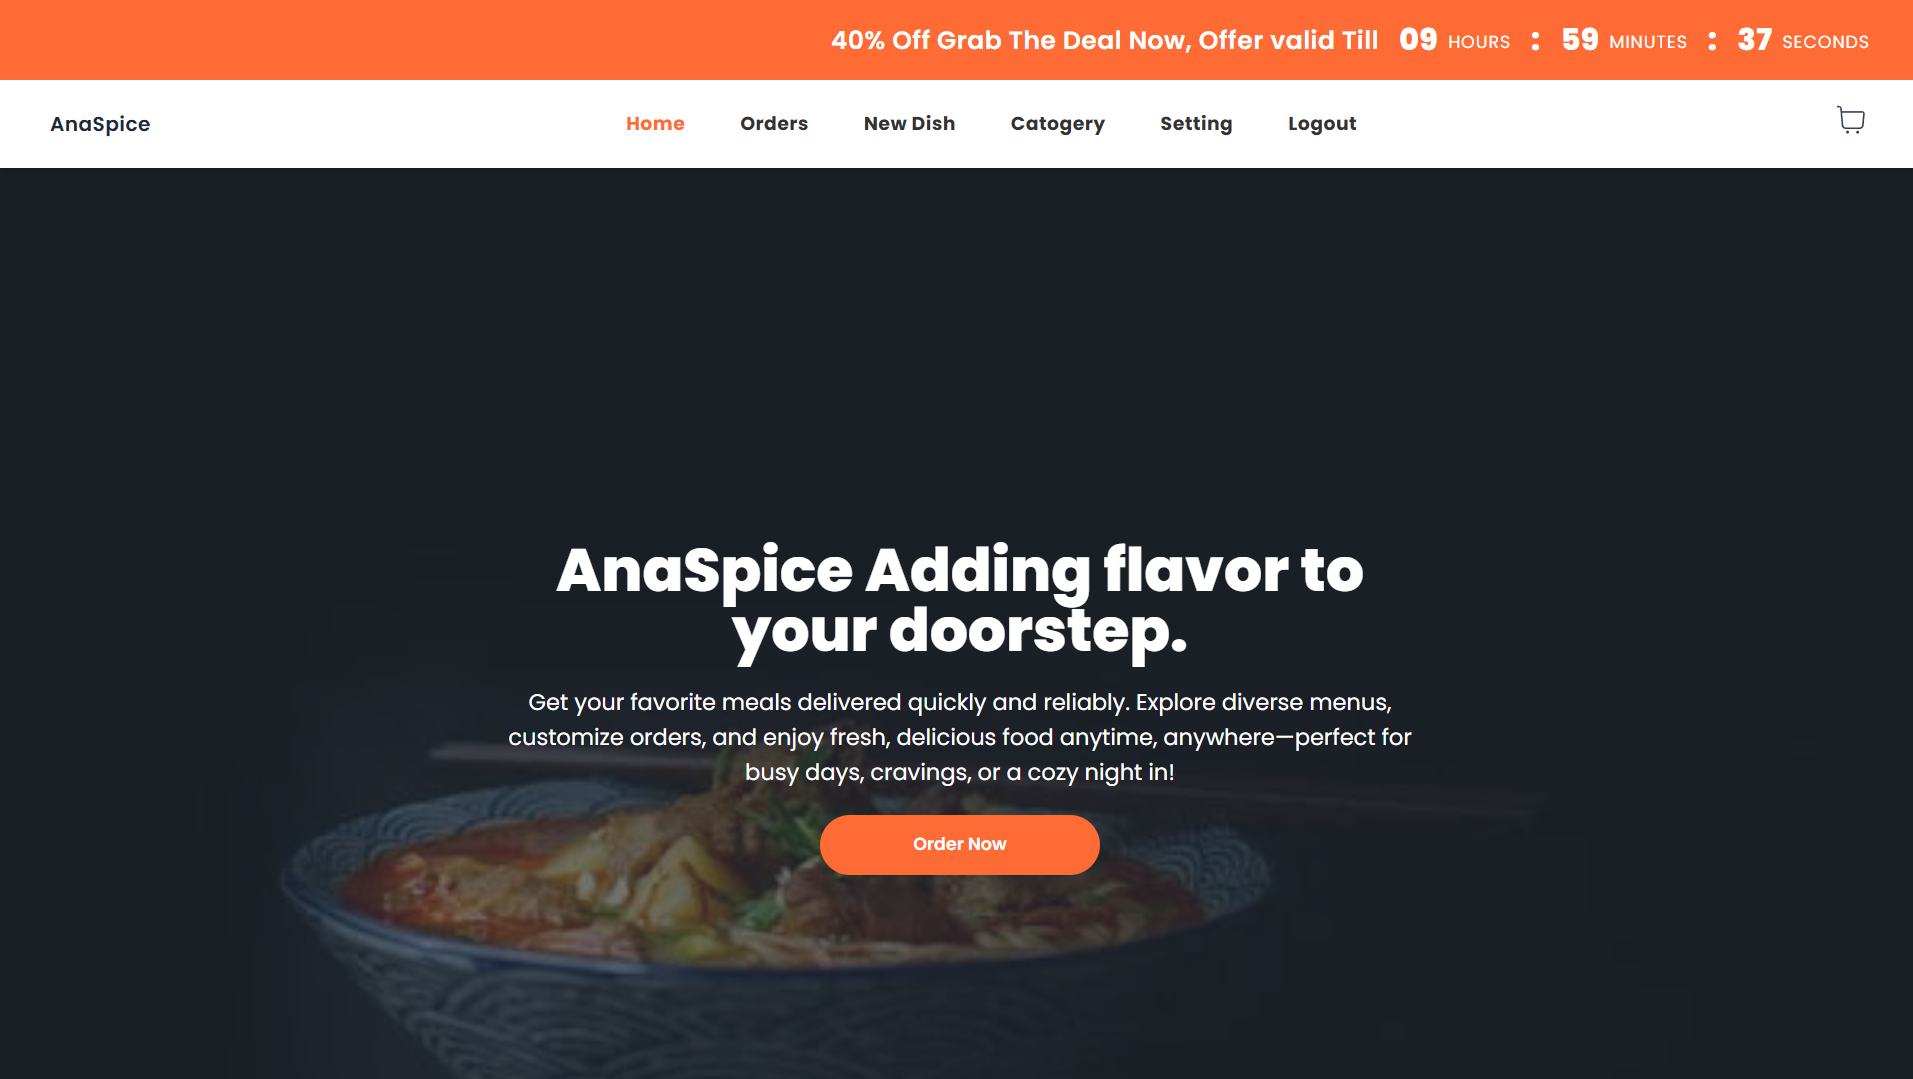 40% Off Grab The Deal Now, Offer valid Till 09 HOURS : 59 MINUTES : 37 SECONDS
AnaSpice Home Orders New Dish Catogery Setting Logout
AnaSpice Adding flavor to
your doorstep.
Get your favorite meals delivered quickly and reliably. Explore diverse menus,
customize orders, and enjoy fresh, delicious food anytime, anywhere—perfect for
busy days, cravings, or a cozy night in!
Order Now